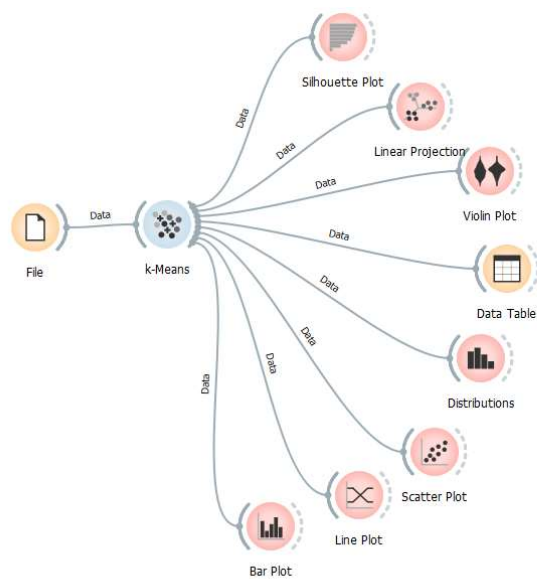 Silhouette Plot
Data
Data
Linear Projection
Data
Violin Plot
Data
File
Data
k-Means
Data
Data Table
Data
Distributions
Data
Scatter Plot
Data
Line Plot
Data
Bar Plot